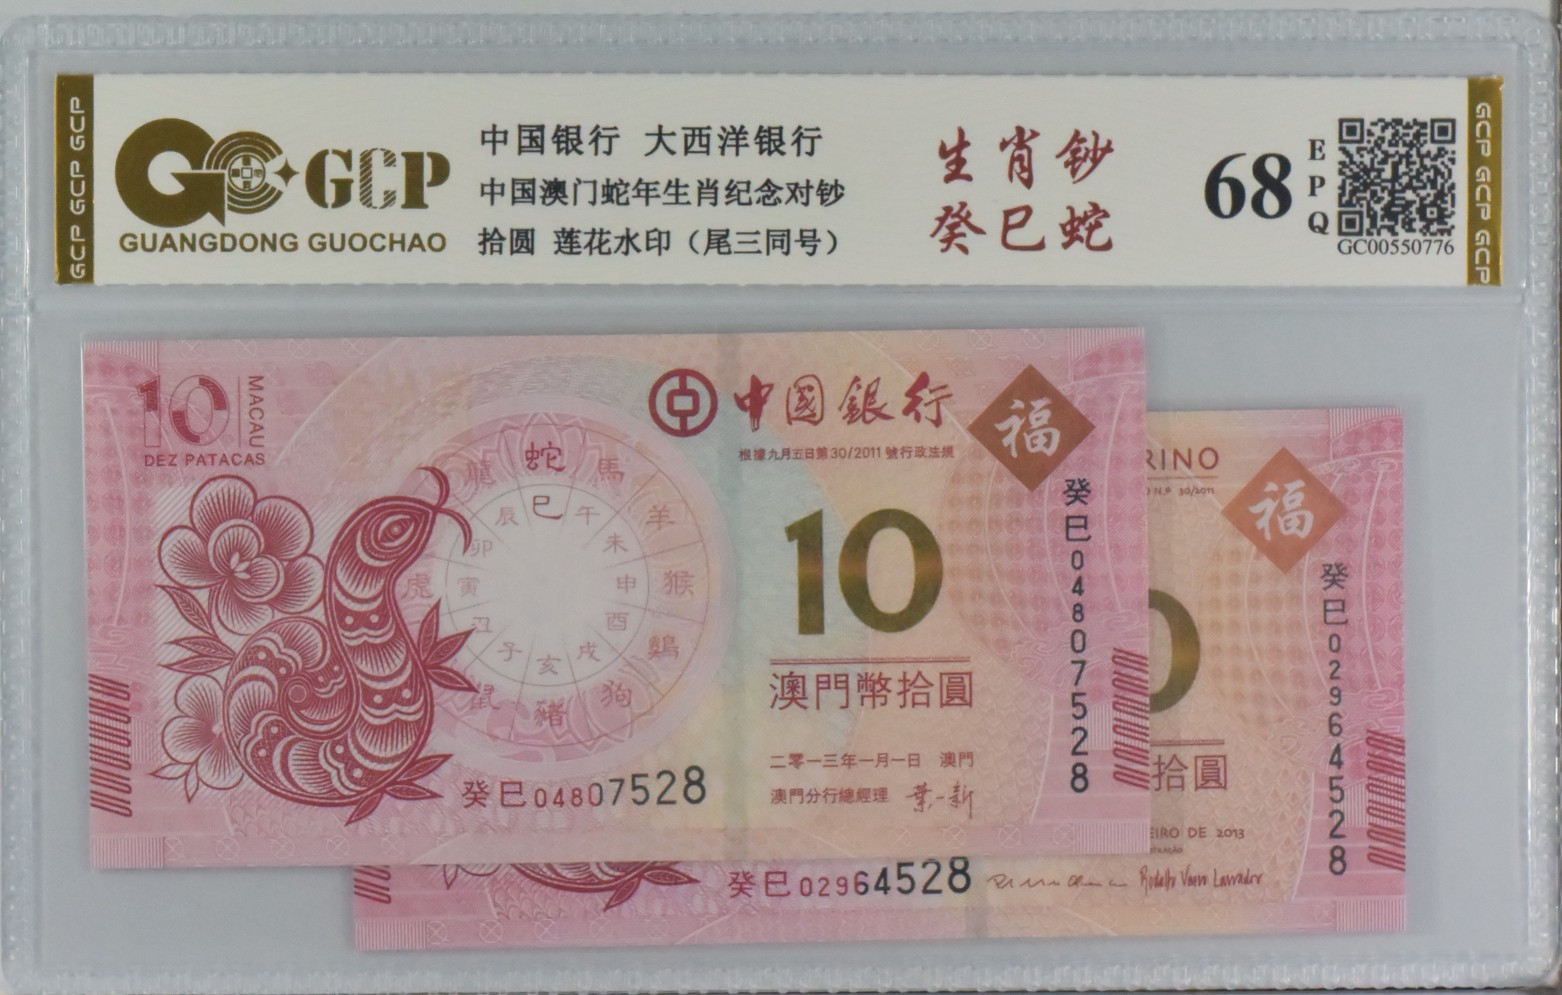 GCP GCP GCP
GCP
GUANGDONG GUOCHAO
中国银行 大西洋银行
中国澳门蛇年生肖纪念对钞
拾圆 莲花水印（尾三同号）
生肖钞
癸巳蛇
68
EPQ
GC00550776
GCP GCP GCP
10
MACAU
DEZ PATACAS
中國銀行
根據九月五日第30/2011號行政法規
福
蛇 馬 羊 猴 鷄 狗 豬 鼠 虎 龍
巳 午 未 申 酉 戌 亥 子 丑 寅 卯 辰
10
澳門幣拾圓
二零一三年一月一日 澳門
澳門分行總經理 葉一新
癸巳04807528
癸巳04807528
RINO
N.º 30/2011
福
0
拾圓
EIRO DE 2013
癸巳02964528
癸巳02964528